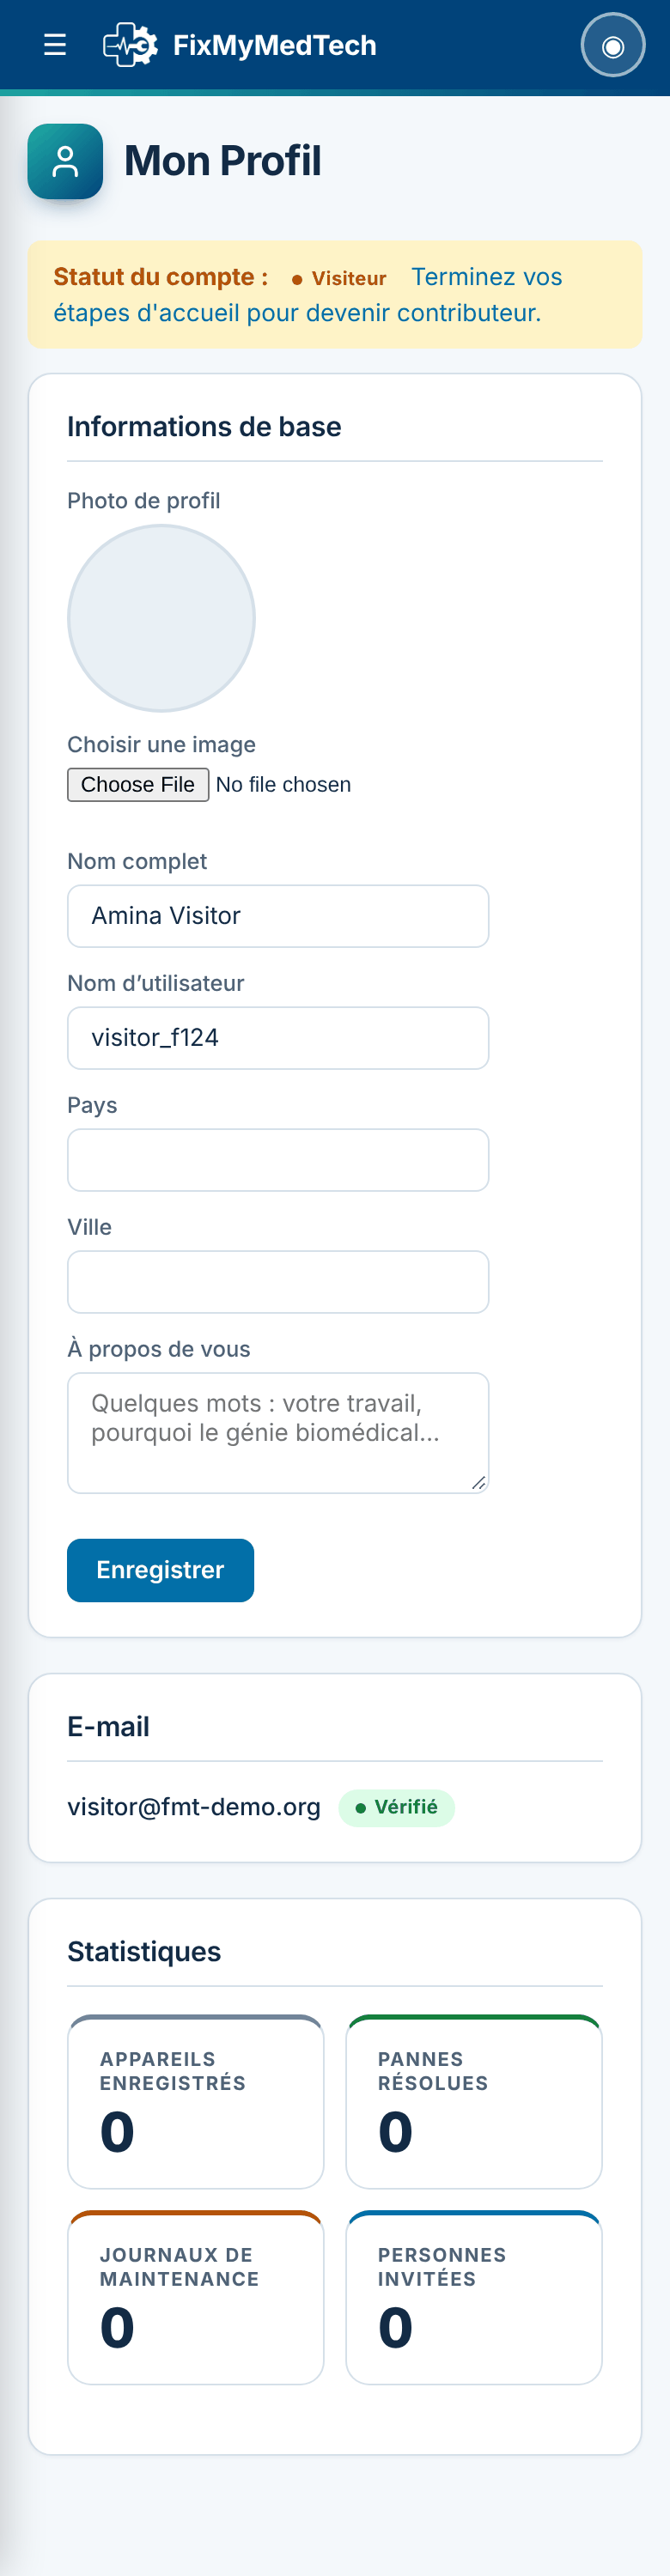 FixMyMedTech
Mon Profil
Statut du compte : ● Visiteur Terminez vos
étapes d'accueil pour devenir contributeur.
Informations de base
Photo de profil
Choisir une image
Choose File No file chosen
Nom complet
Amina Visitor
Nom d’utilisateur
visitor_f124
Pays
Ville
À propos de vous
Quelques mots : votre travail,
pourquoi le génie biomédical...
Enregistrer
E-mail
visitor@fmt-demo.org ● Vérifié
Statistiques
APPAREILS
ENREGISTRÉS
0
PANNES
RÉSOLUES
0
JOURNAUX DE
MAINTENANCE
0
PERSONNES
INVITÉES
0